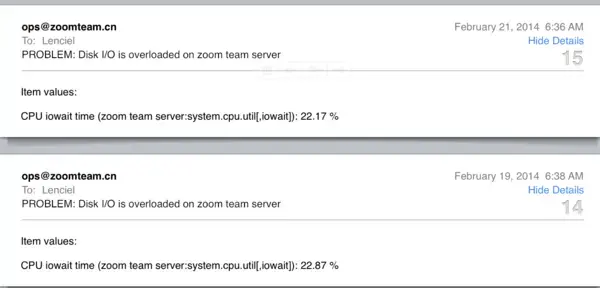 ops@zoomteam.cn February 21, 2014 6:36 AM
To: Lenciel Hide Details
PROBLEM: Disk I/O is overloaded on zoom team server 15
Item values:
CPU iowait time (zoom team server:system.cpu.util[,iowait]): 22.17 %
ops@zoomteam.cn February 19, 2014 6:38 AM
To: Lenciel Hide Details
PROBLEM: Disk I/O is overloaded on zoom team server 14
Item values:
CPU iowait time (zoom team server:system.cpu.util[,iowait]): 22.87 %